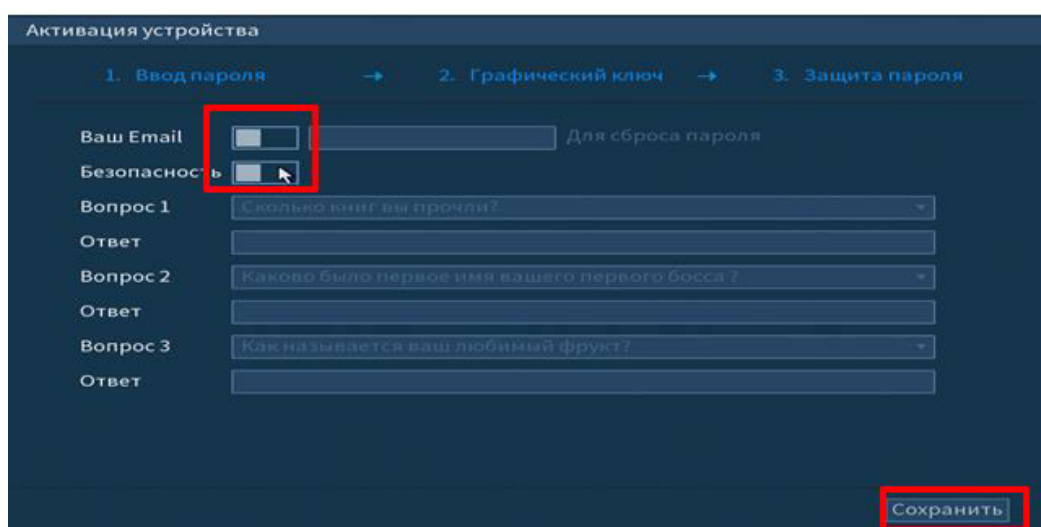 Активация устройства
1. Ввод пароля → 2. Графический ключ → 3. Защита пароля
Ваш Email Для сброса пароля
Безопасность
Вопрос 1 Сколько книг вы прочли?
Ответ
Вопрос 2 Каково было первое имя вашего первого босса ?
Ответ
Вопрос 3 Как называется ваш любимый фрукт?
Ответ
Сохранить